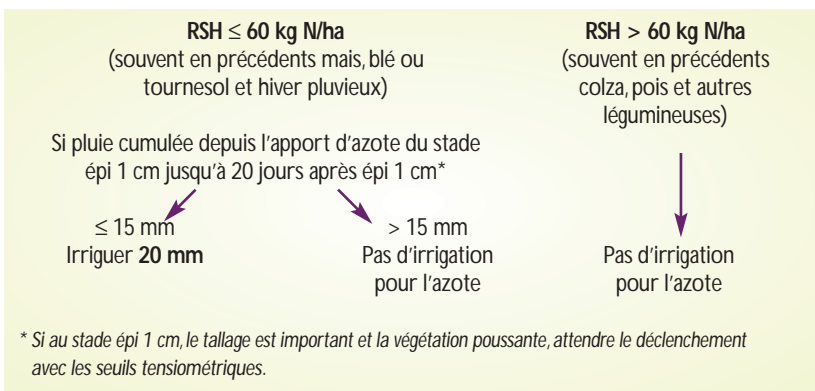 RSH ≤ 60 kg N/ha
(souvent en précédents mais, blé ou
tournesol et hiver pluvieux)
Si pluie cumulée depuis l'apport d'azote du stade
épi 1 cm jusqu'à 20 jours après épi 1 cm*
≤ 15 mm
Irriguer 20 mm
> 15 mm
Pas d'irrigation
pour l'azote
RSH > 60 kg N/ha
(souvent en précédents
colza, pois et autres
légumineuses)
Pas d'irrigation
pour l'azote
* Si au stade épi 1 cm, le tallage est important et la végétation poussante, attendre le déclenchement
avec les seuils tensiométriques.